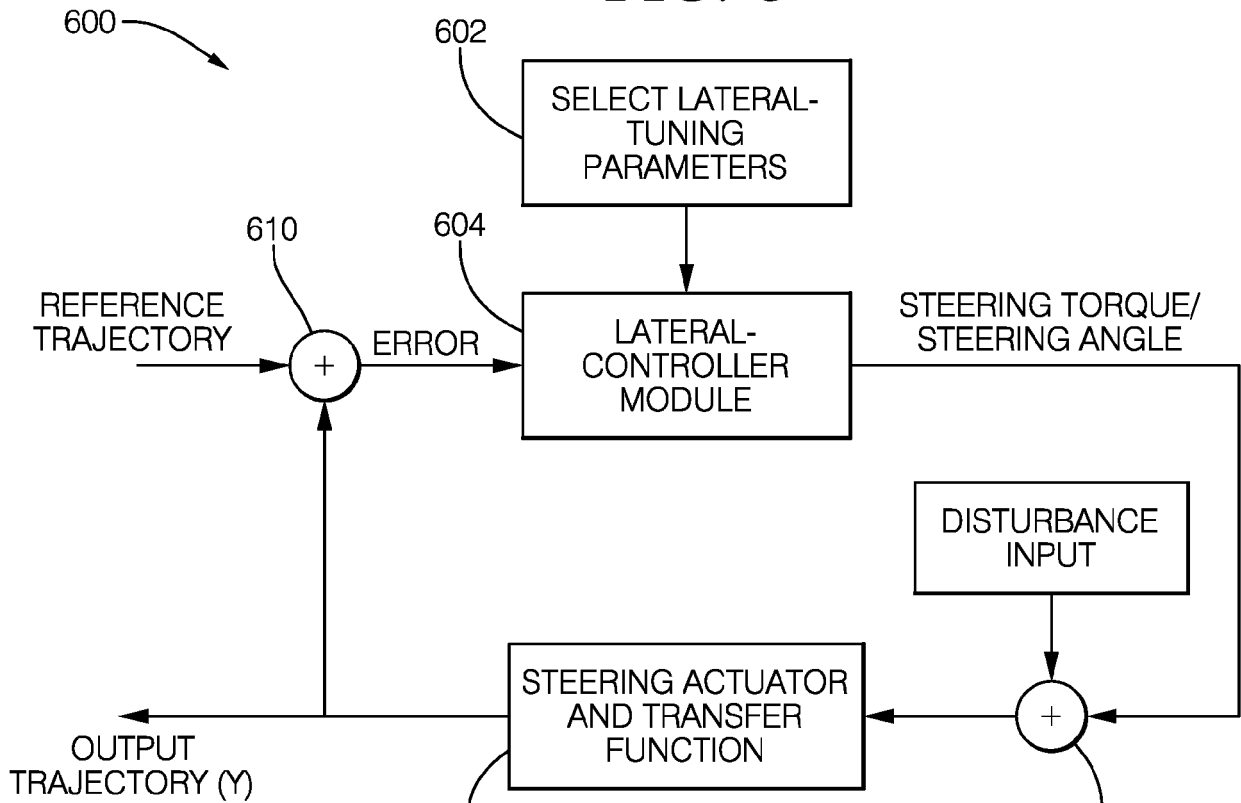 600
602
SELECT LATERAL-
TUNING
PARAMETERS
610
604
REFERENCE
TRAJECTORY
+
ERROR
LATERAL-
CONTROLLER
MODULE
STEERING TORQUE/
STEERING ANGLE
DISTURBANCE
INPUT
STEERING ACTUATOR
AND TRANSFER
FUNCTION
+
OUTPUT
TRAJECTORY (Y)